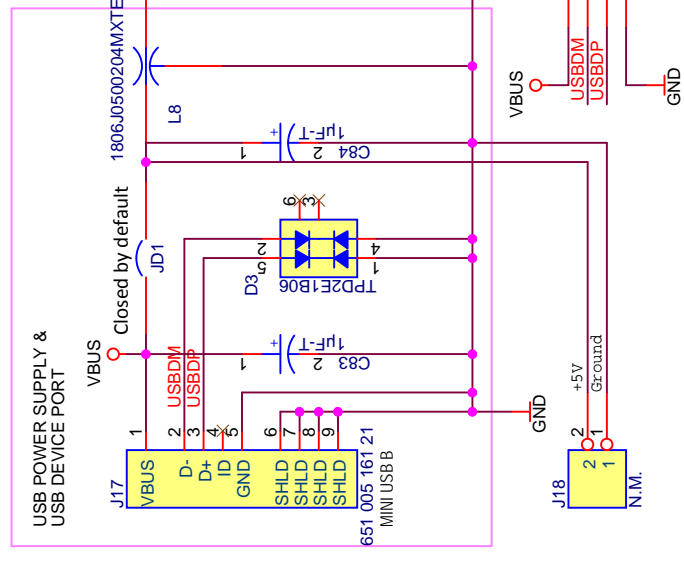 1806J0500204MXTE
L8
VBUS
USBDM
USBDP
GND
+
1µF-T
1
2
C84
Closed by default
JD1
6
3
2
5
4
1
D3
TPD2E1B06
USB POWER SUPPLY &
USB DEVICE PORT
VBUS
+
1µF-T
1
2
C83
USBDM
USBDP
+5V
Ground
GND
1
2
3
4
5
6
7
8
9
2
1
J17
VBUS
D-
D+
ID
GND
SHLD
SHLD
SHLD
SHLD
651 005 161 21
MINI USB B
J18
2
1
N.M.